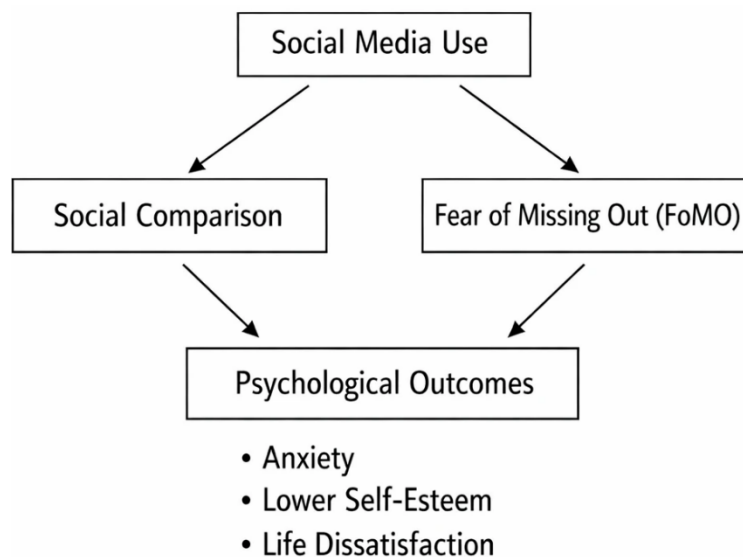 Social Media Use
Social Comparison
Fear of Missing Out (FoMO)
Psychological Outcomes
• Anxiety
• Lower Self-Esteem
• Life Dissatisfaction